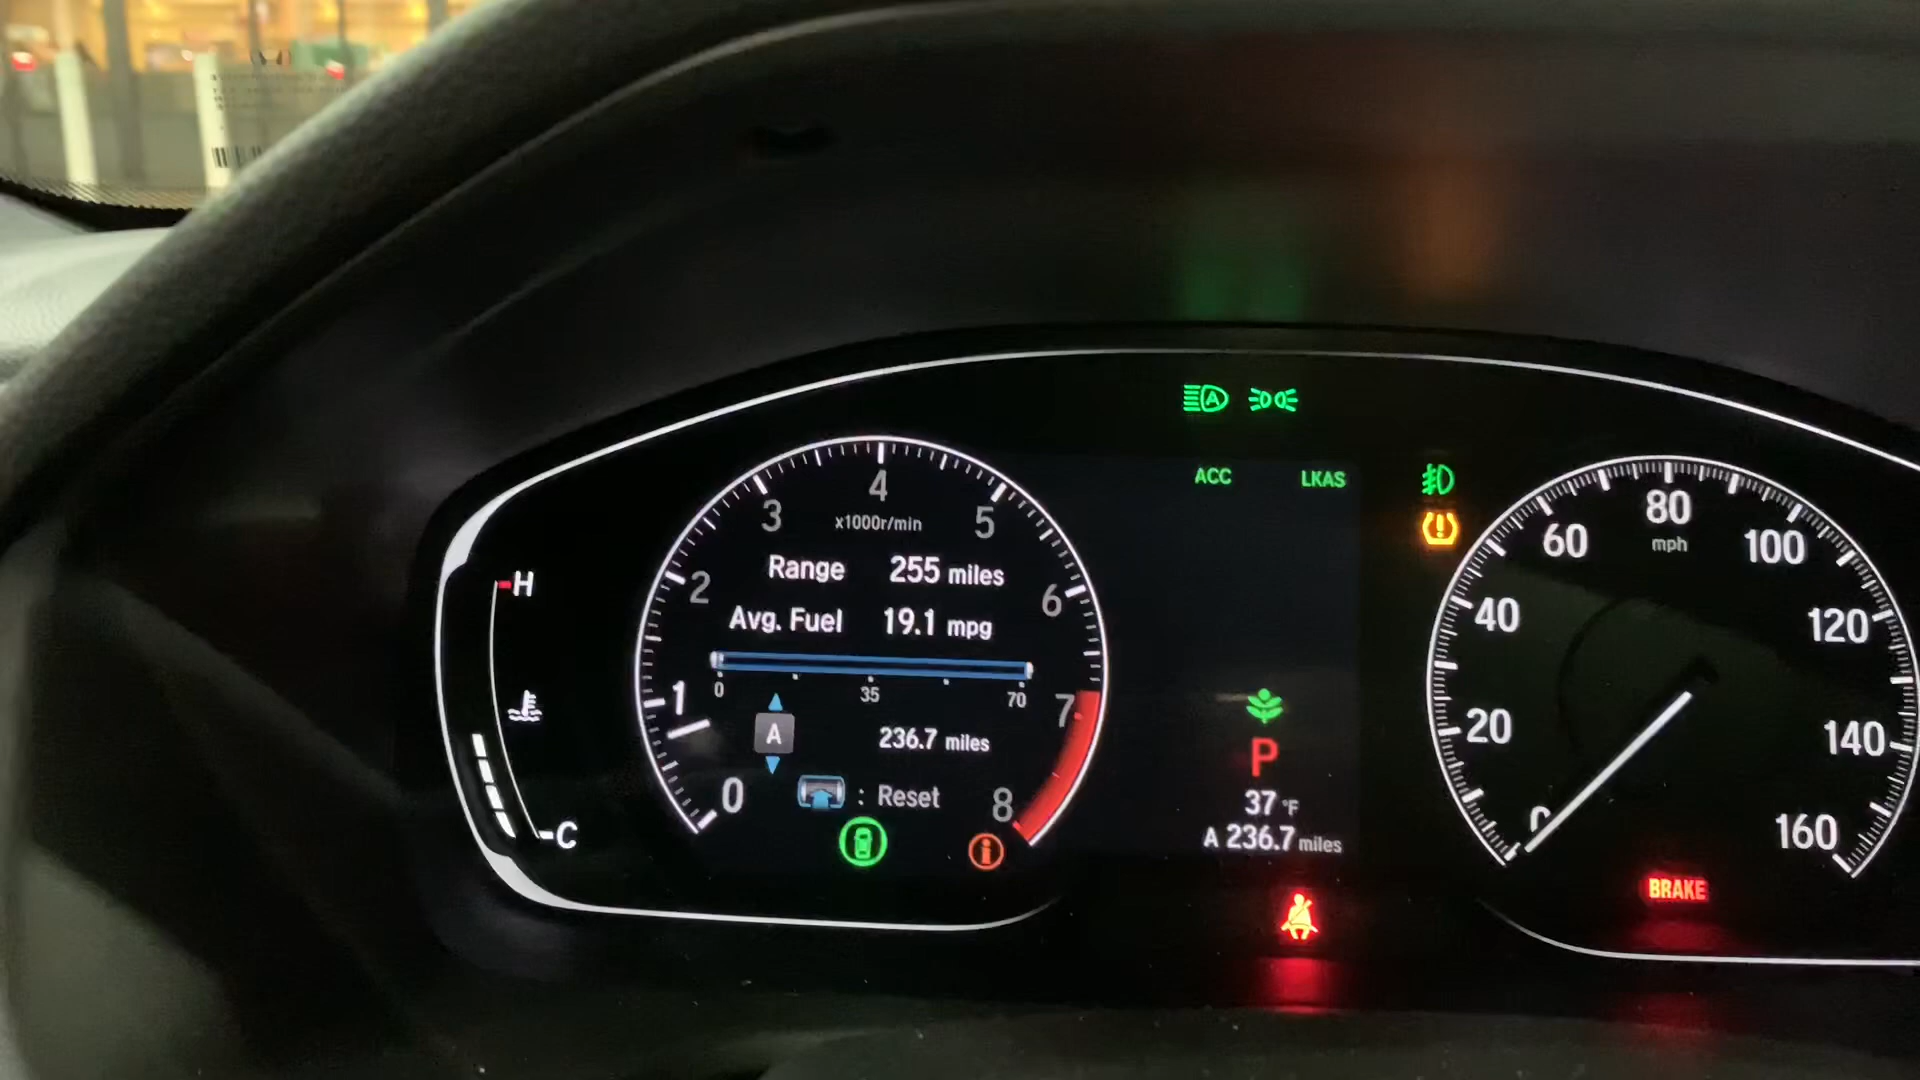 A
ACC LKAS
4
3 5
x1000r/min
80
mph
60 100
Range 255 miles
2 6
Avg. Fuel 19.1 mpg
H
40 120
0 35 70
1 7
A 236.7 miles
20 140
P
: Reset
0 8
37 °F
A 236.7 miles
C
0 160
BRAKE